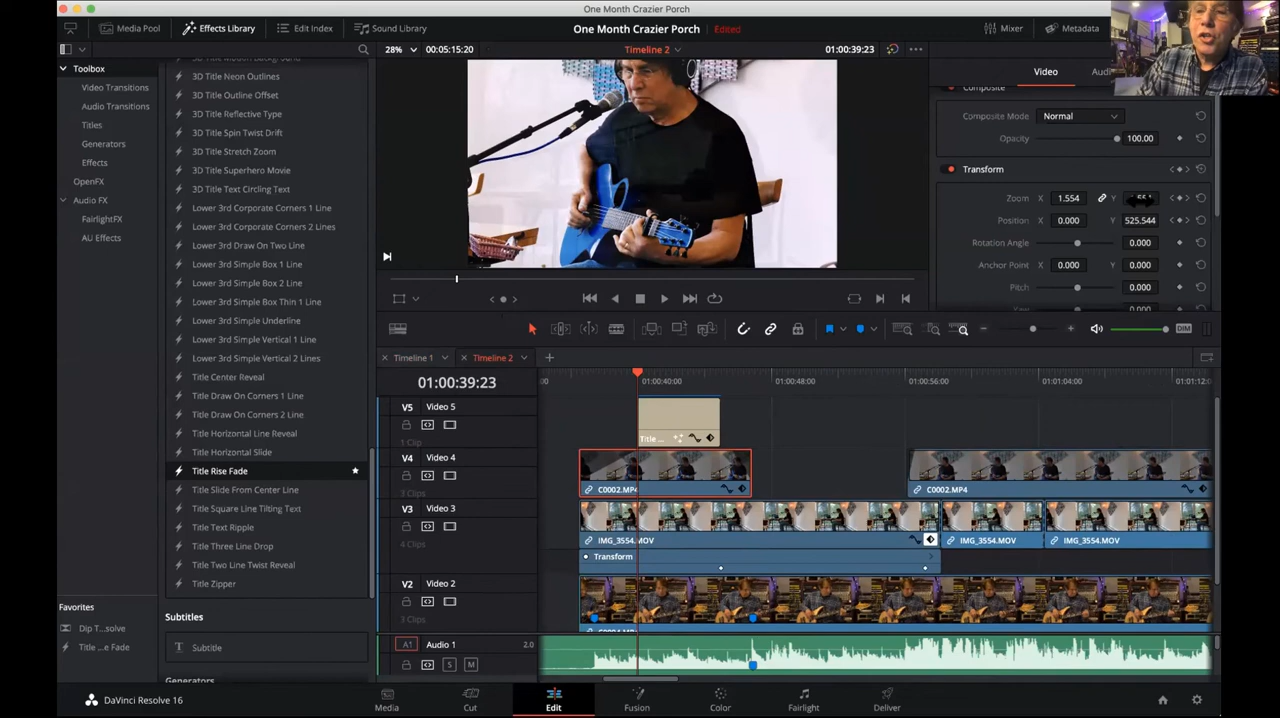 One Month Crazier Porch
Media Pool
Effects Library
Edit Index
Sound Library
One Month Crazier Porch
Edited
Mixer
Metadata
28%
00:05:15:20
Timeline 2
01:00:39:23
Toolbox
Video Transitions
Audio Transitions
Titles
Generators
Effects
OpenFX
Audio FX
FairlightFX
AU Effects
Favorites
Dip T...solve
Title ...e Fade
3D Title Neon Outlines
3D Title Outline Offset
3D Title Reflective Type
3D Title Spin Twist Drift
3D Title Stretch Zoom
3D Title Superhero Movie
3D Title Text Circling Text
Lower 3rd Corporate Corners 1 Line
Lower 3rd Corporate Corners 2 Lines
Lower 3rd Draw On Two Line
Lower 3rd Simple Box 1 Line
Lower 3rd Simple Box 2 Lines
Lower 3rd Simple Box Thin 1 Line
Lower 3rd Simple Underline
Lower 3rd Simple Vertical 1 Line
Lower 3rd Simple Vertical 2 Lines
Title Center Reveal
Title Draw On Corners 1 Line
Title Draw On Corners 2 Line
Title Horizontal Line Reveal
Title Horizontal Slide
Title Rise Fade
Title Slide From Center Line
Title Square Line Tilting Text
Title Text Ripple
Title Three Line Drop
Title Two Line Twist Reveal
Title Zipper
Subtitles
Subtitle
Generators
Video
Composite
Composite Mode Normal
Opacity 100.00
Transform
Zoom X 1.554 Y
Position X 0.000 Y 525.544
Rotation Angle 0.000
Anchor Point X 0.000 Y 0.000
Pitch 0.000
Yaw
DIM
Timeline 1
Timeline 2
01:00:39:23
01:00:40:00
01:00:48:00
01:00:56:00
01:01:04:00
01:01:12:0
V5 Video 5
1 Clip
Title ...
V4 Video 4
3 Clips
C0002.MP4
C0002.MP4
V3 Video 3
4 Clips
IMG_3554.MOV
IMG_3554.MOV
IMG_3554.MOV
Transform
V2 Video 2
A1 Audio 1 2.0
S M
DaVinci Resolve 16
Media
Cut
Edit
Fusion
Color
Fairlight
Deliver